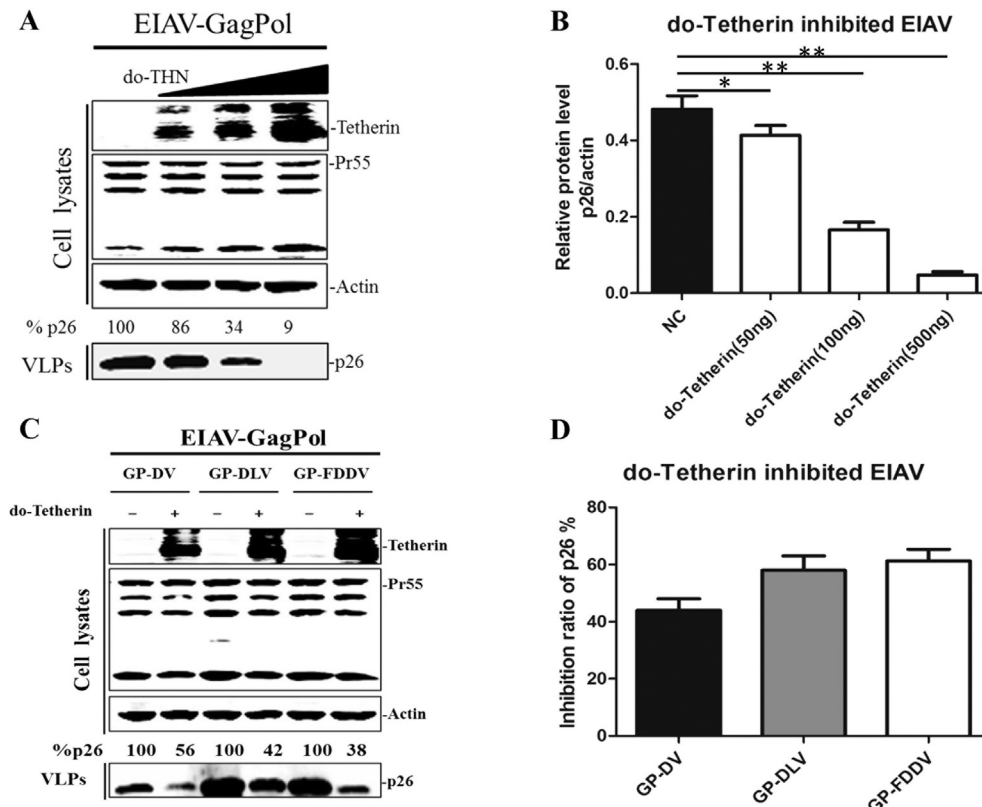 A
EIAV-GagPol
do-THN
Cell lysates
-Tetherin
-Pr55
-Actin
% p26 100 86 34 9
VLPs -p26
B
do-Tetherin inhibited EIAV
Relative protein level
p26/actin
0.6
0.4
0.2
0.0
*
**
**
NC
do-Tetherin(50ng)
do-Tetherin(100ng)
do-Tetherin(500ng)
C
EIAV-GagPol
GP-DV GP-DLV GP-FDDV
do-Tetherin – + – + – +
Cell lysates
-Tetherin
-Pr55
-Actin
%p26 100 56 100 42 100 38
VLPs -p26
D
do-Tetherin inhibited EIAV
Inhibition ratio of p26 %
80
60
40
20
0
GP-DV
GP-DLV
GP-FDDV